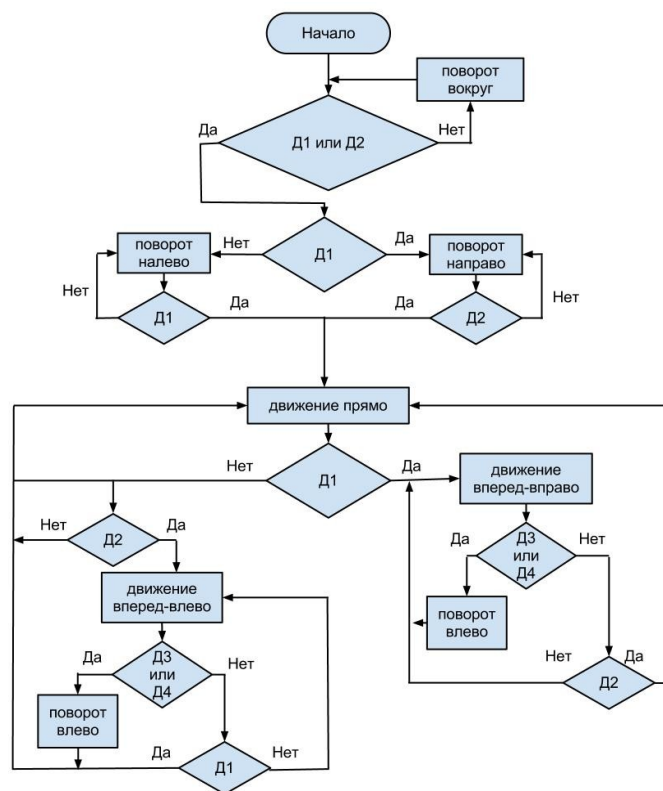 Начало
поворот
вокруг
Да
Д1 или Д2
Нет
поворот
налево
Нет
Д1
Да
поворот
направо
Нет
Д1
Да
Да
Д2
Нет
движение прямо
Нет
Д1
Да
движение
вперед-вправо
Нет
Д2
Да
Да
Д3
или
Д4
Нет
движение
вперед-влево
поворот
влево
Да
Д3
или
Д4
Нет
Нет
Д2
Да
поворот
влево
Да
Д1
Нет